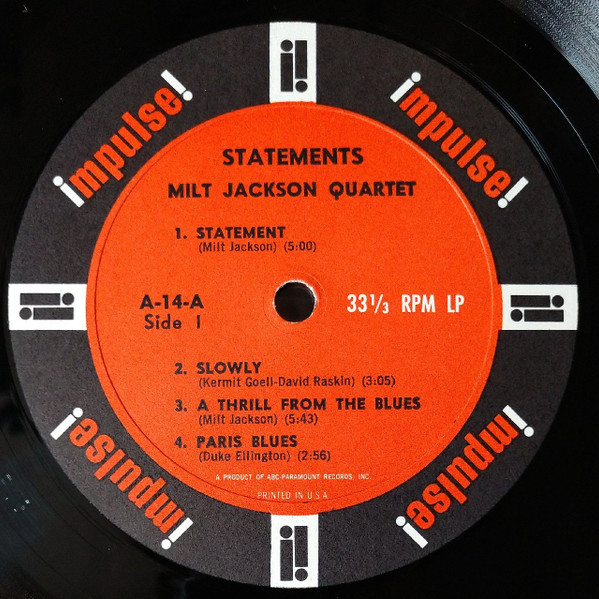 impulse!
impulse!
STATEMENTS
MILT JACKSON QUARTET
1. STATEMENT
(Milt Jackson) (5:00)
A-14-A
Side 1
33 1/3 RPM LP
2. SLOWLY
(Kermit Goell-David Raskin) (3:05)
3. A THRILL FROM THE BLUES
(Milt Jackson) (5:43)
4. PARIS BLUES
(Duke Ellington) (2:56)
A PRODUCT OF ABC-PARAMOUNT RECORDS, INC.
PRINTED IN U.S.A.
impulse!
impulse!